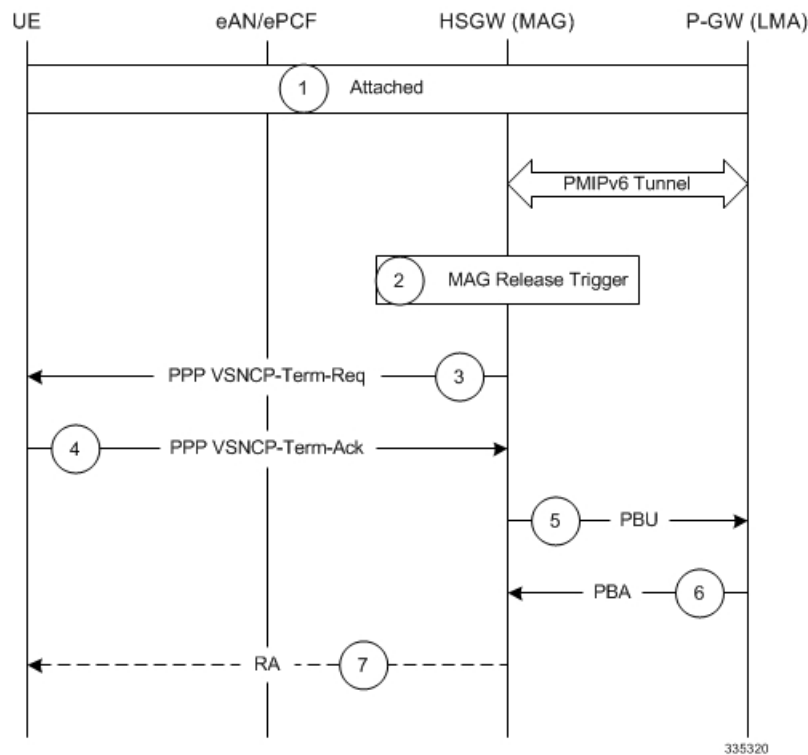 UE
eAN/ePCF
HSGW (MAG)
P-GW (LMA)
1
Attached
PMIPv6 Tunnel
2
MAG Release Trigger
PPP VSNCP-Term-Req
3
4
PPP VSNCP-Term-Ack
5
PBU
PBA
6
RA
7
335320